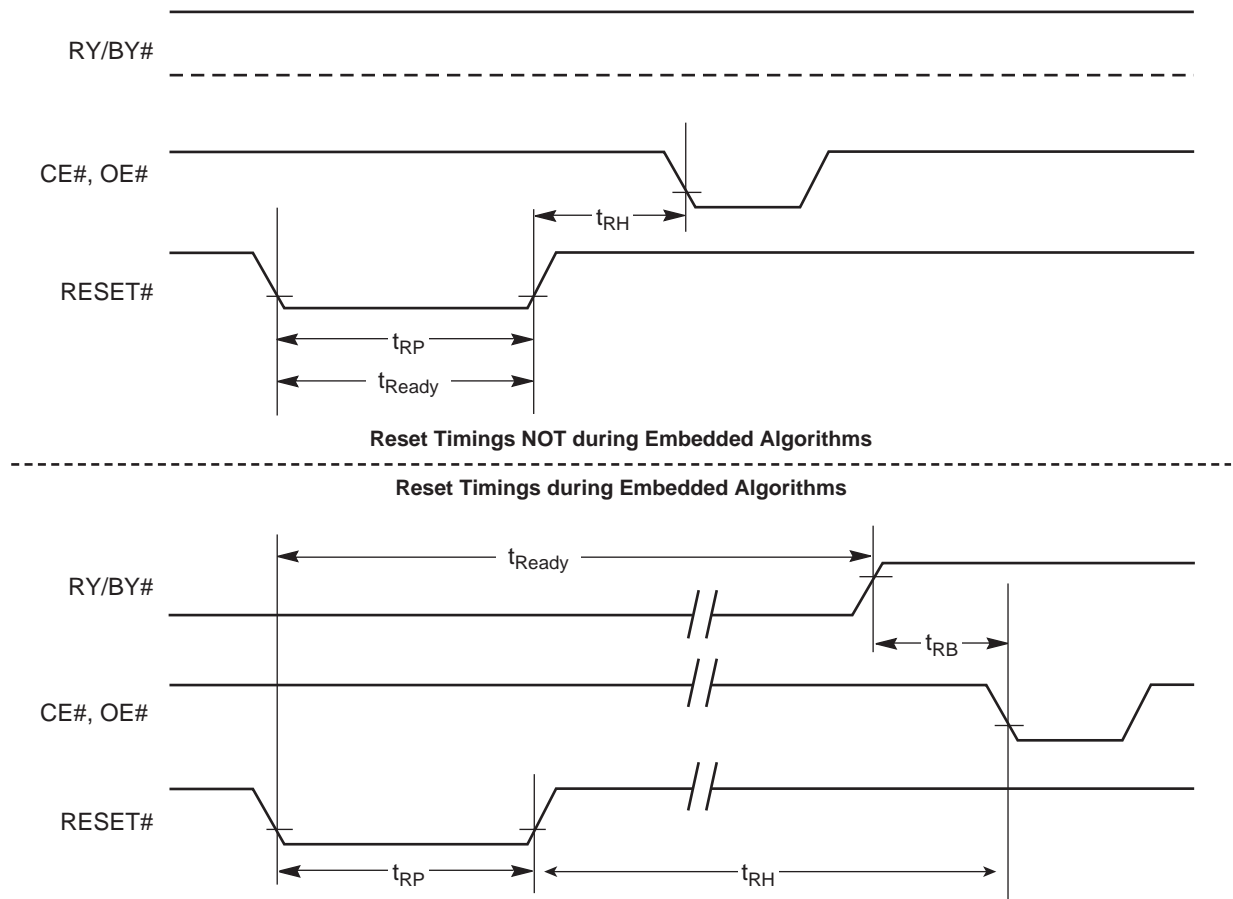 RY/BY#
CE#, OE#
tRH
RESET#
tRP
tReady
Reset Timings NOT during Embedded Algorithms
Reset Timings during Embedded Algorithms
tReady
RY/BY#
tRB
CE#, OE#
RESET#
tRP
tRH